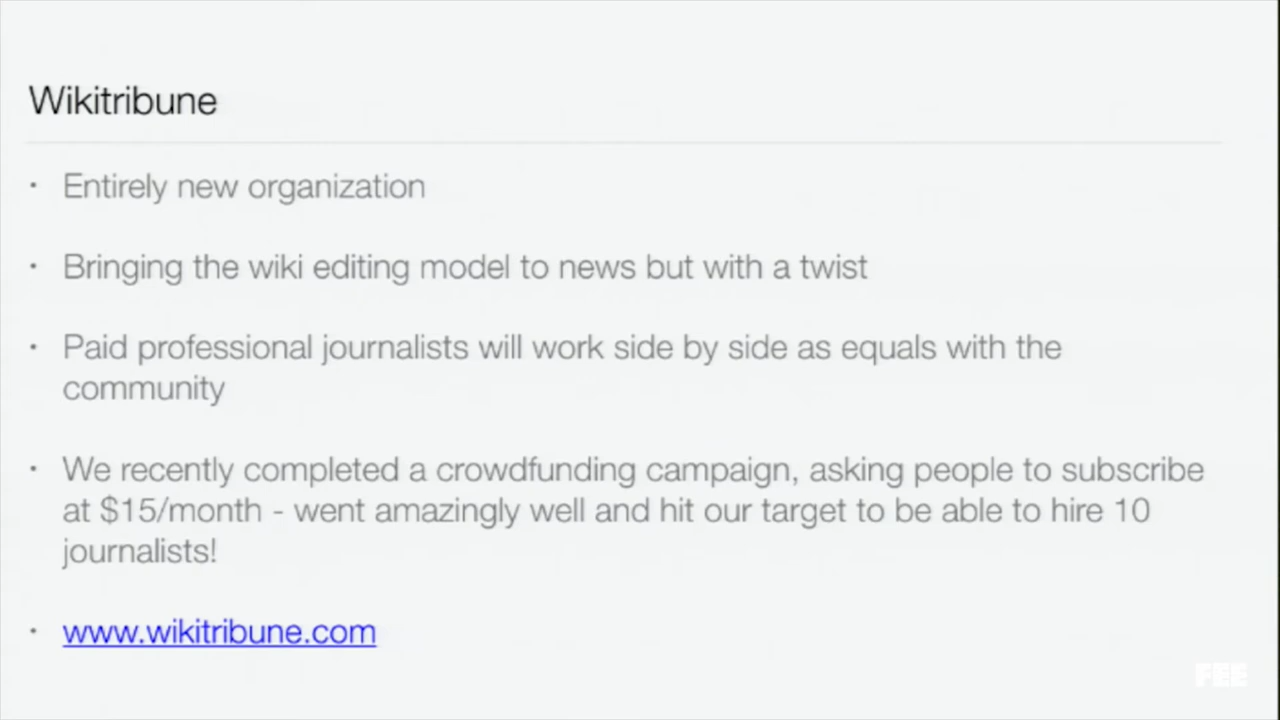 Wikitribune
• Entirely new organization
• Bringing the wiki editing model to news but with a twist
• Paid professional journalists will work side by side as equals with the
community
• We recently completed a crowdfunding campaign, asking people to subscribe
at $15/month - went amazingly well and hit our target to be able to hire 10
journalists!
• www.wikitribune.com
FEE